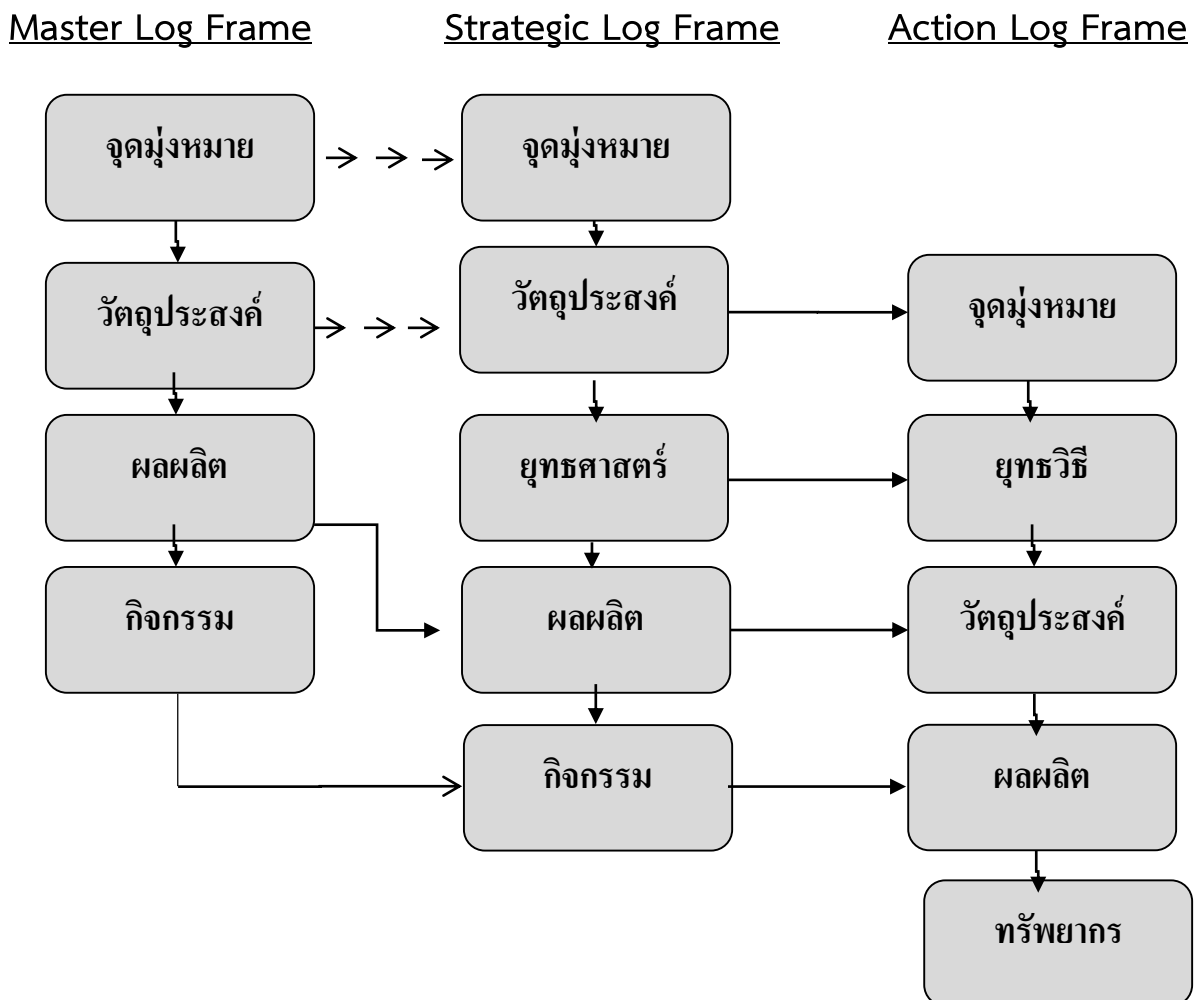 Master Log Frame
Strategic Log Frame
Action Log Frame
จุดมุ่งหมาย
จุดมุ่งหมาย
วัตถุประสงค์
วัตถุประสงค์
จุดมุ่งหมาย
ผลผลิต
ยุทธศาสตร์
ยุทธวิธี
กิจกรรม
ผลผลิต
วัตถุประสงค์
กิจกรรม
ผลผลิต
ทรัพยากร